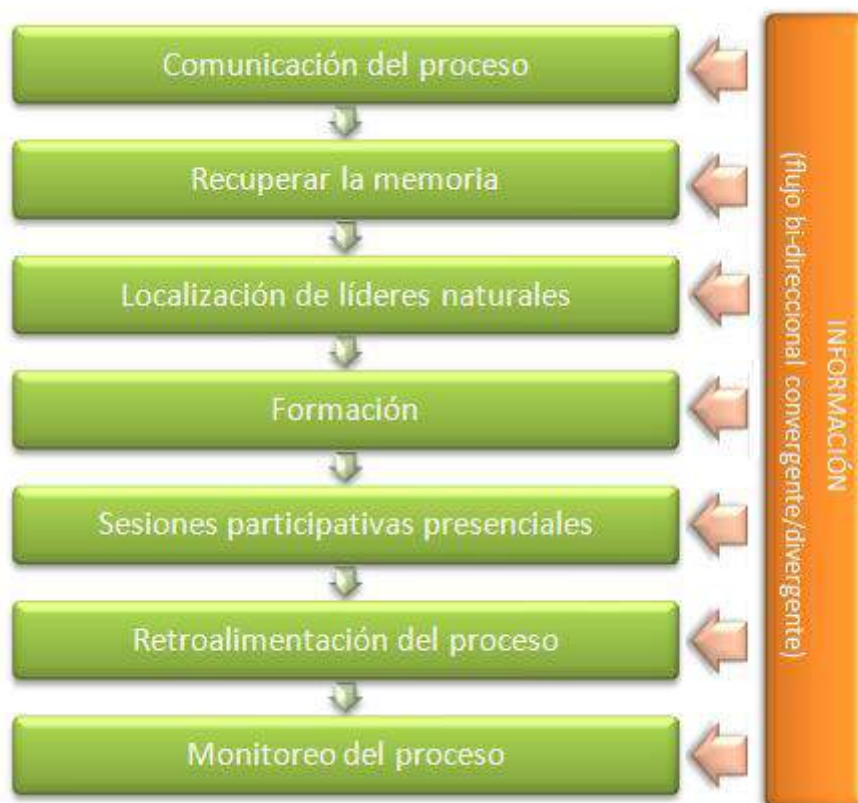 Comunicación del proceso
Recuperar la memoria
Localización de líderes naturales
Formación
Sesiones participativas presenciales
Retroalimentación del proceso
Monitoreo del proceso
INFORMACIÓN
(flujo bi-direccional convergente/divergente)